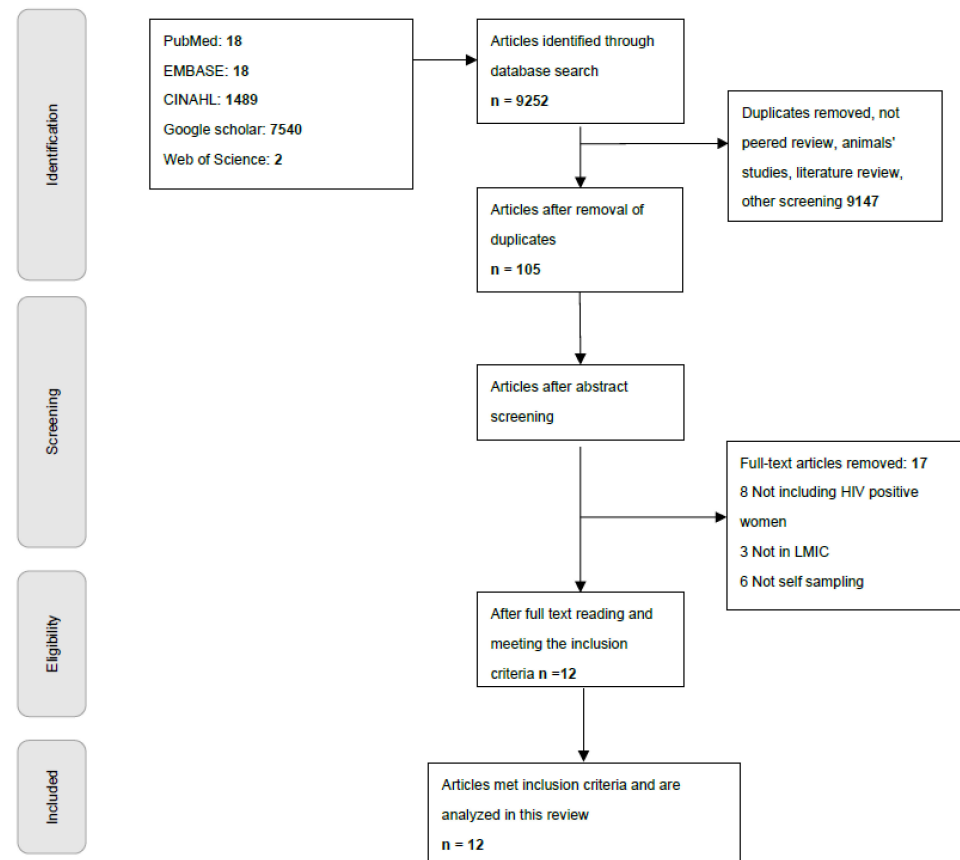 Identification
PubMed: 18
EMBASE: 18
CINAHL: 1489
Google scholar: 7540
Web of Science: 2
Articles identified through
database search
n = 9252
Duplicates removed, not
peered review, animals'
studies, literature review,
other screening 9147
Articles after removal of
duplicates
n = 105
Screening
Articles after abstract
screening
Full-text articles removed: 17
8 Not including HIV positive
women
3 Not in LMIC
6 Not self sampling
Eligibility
After full text reading and
meeting the inclusion
criteria n =12
Included
Articles met inclusion criteria and are
analyzed in this review
n = 12